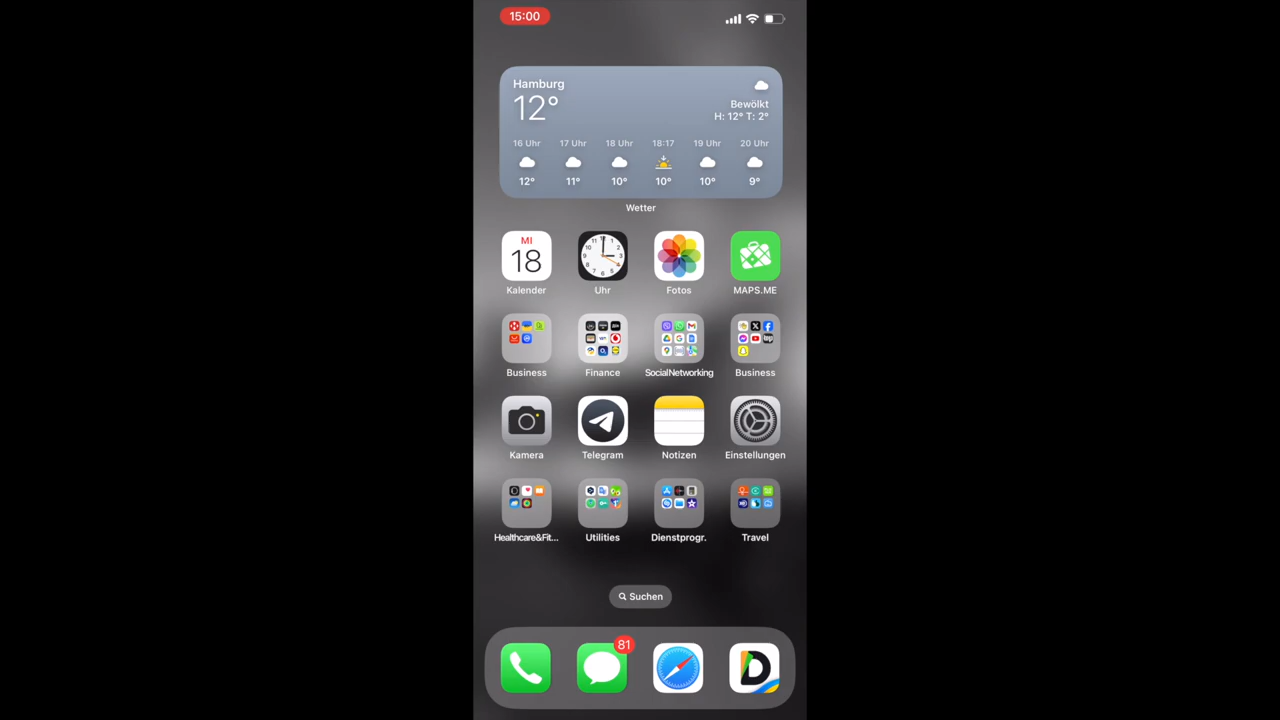 15:00
Hamburg
12°
Bewölkt
H: 12° T: 2°
16 Uhr 17 Uhr 18 Uhr 18:17 19 Uhr 20 Uhr
12° 11° 10° 10° 10° 9°
Wetter
MI
18
Kalender Uhr Fotos MAPS.ME
Business Finance SocialNetworking Business
Kamera Telegram Notizen Einstellungen
Healthcare&Fit... Utilities Dienstprogr. Travel
Suchen
81